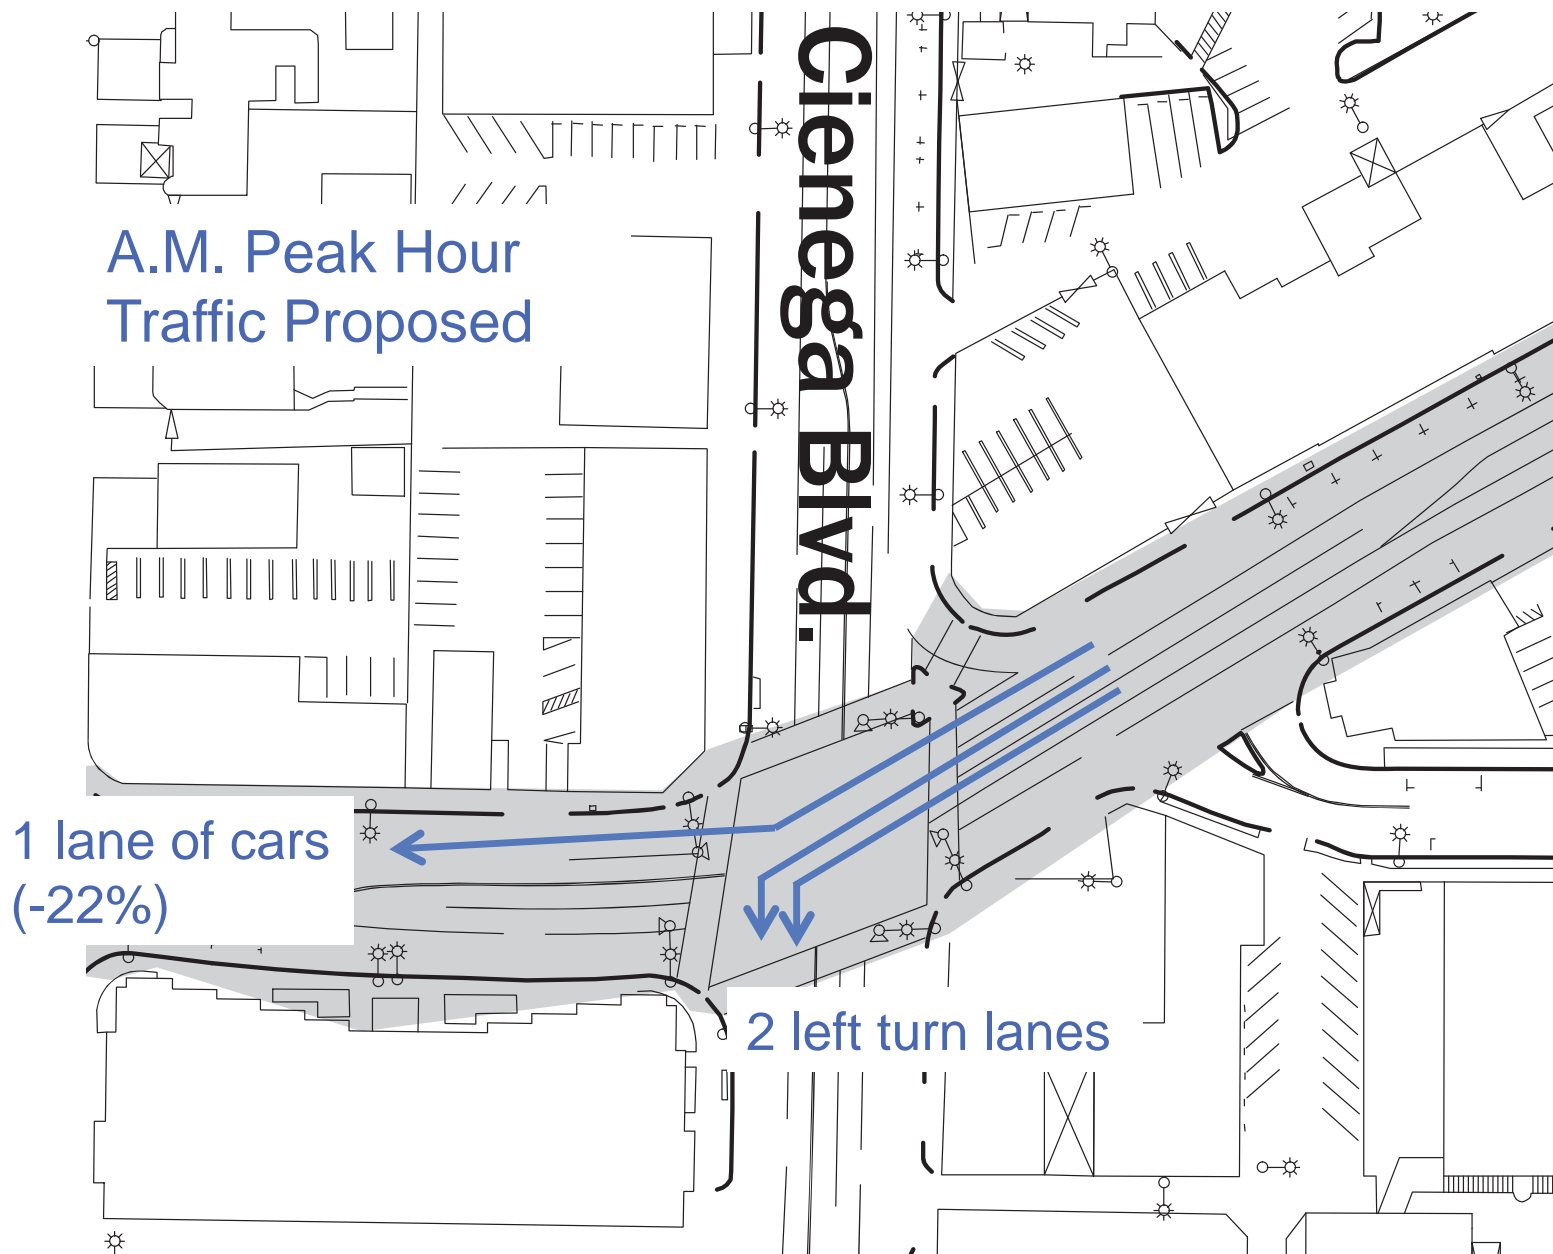 Cienega Blvd.
A.M. Peak Hour
Traffic Proposed
1 lane of cars
(-22%)
2 left turn lanes